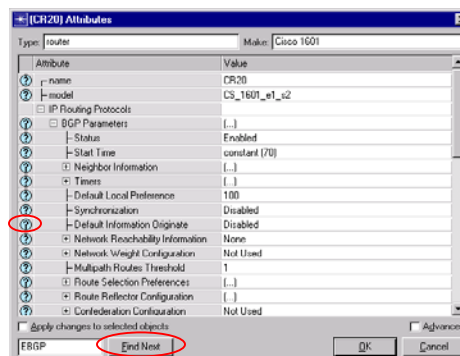 (CR20) Attributes
Type: router Make: Cisco 1601
Attribute Value
name CR20
model CS_1601_e1_s2
IP Routing Protocols
BGP Parameters (...)
Status Enabled
Start Time constant (70)
Neighbor Information (...)
Timers (...)
Default Local Preference 100
Synchronization Disabled
Default Information Originate Disabled
Network Reachability Information None
Network Weight Configuration Not Used
Multipath Routes Threshold 1
Route Selection Preferences (...)
Route Reflector Configuration (...)
Confederation Configuration Not Used
Apply changes to selected objects Advance
EBGP Find Next OK Cancel